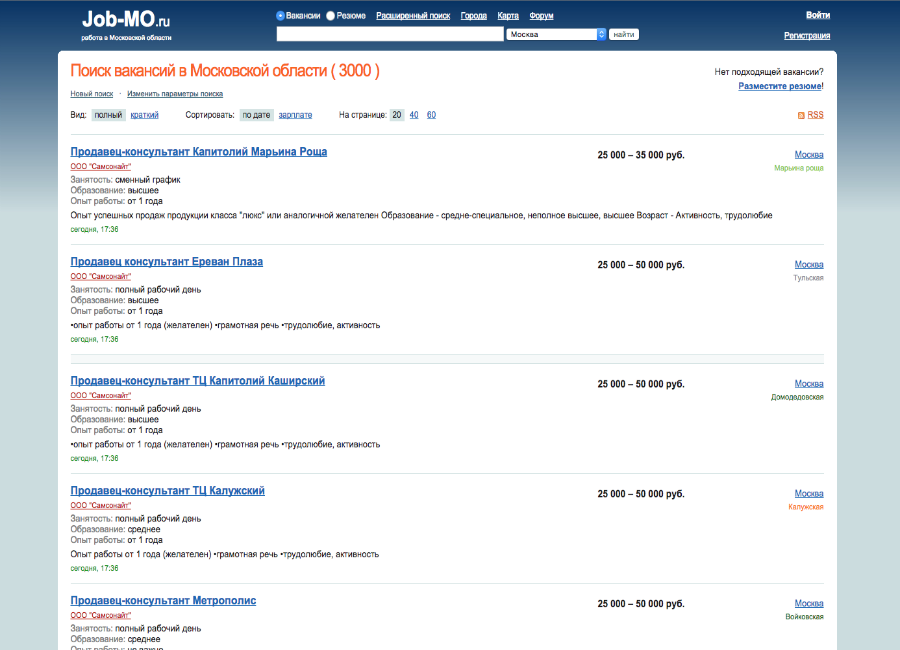 Job-MO.ru
работа в Московской области
Вакансии Резюме Расширенный поиск Города Карта Форум
Москва найти
Войти
Регистрация
Поиск вакансий в Московской области ( 3000 )
Нет подходящей вакансии?
Разместите резюме!
Новый поиск · Изменить параметры поиска
Вид: полный краткий Сортировать: по дате зарплате На странице: 20 40 60 RSS
Продавец-консультант Капитолий Марьина Роща 25 000 – 35 000 руб. Москва
ООО "Самсонайт" Марьина роща
Занятость: сменный график
Образование: высшее
Опыт работы: от 1 года
Опыт успешных продаж продукции класса "люкс" или аналогичной желателен Образование - средне-специальное, неполное высшее, высшее Возраст - Активность, трудолюбие
сегодня, 17:36
Продавец консультант Ереван Плаза 25 000 – 50 000 руб. Москва
ООО "Самсонайт" Тульская
Занятость: полный рабочий день
Образование: высшее
Опыт работы: от 1 года
•опыт работы от 1 года (желателен) •грамотная речь •трудолюбие, активность
сегодня, 17:36
Продавец-консультант ТЦ Капитолий Каширский 25 000 – 50 000 руб. Москва
ООО "Самсонайт" Домодедовская
Занятость: полный рабочий день
Образование: высшее
Опыт работы: от 1 года
•опыт работы от 1 года (желателен) •грамотная речь •трудолюбие, активность
сегодня, 17:36
Продавец-консультант ТЦ Калужский 25 000 – 50 000 руб. Москва
ООО "Самсонайт" Калужская
Занятость: полный рабочий день
Образование: среднее
Опыт работы: от 1 года
Опыт работы от 1 года (желателен) •грамотная речь •трудолюбие, активность
сегодня, 17:36
Продавец-консультант Метрополис 25 000 – 50 000 руб. Москва
ООО "Самсонайт" Войковская
Занятость: полный рабочий день
Образование: среднее
Опыт работы: не важно